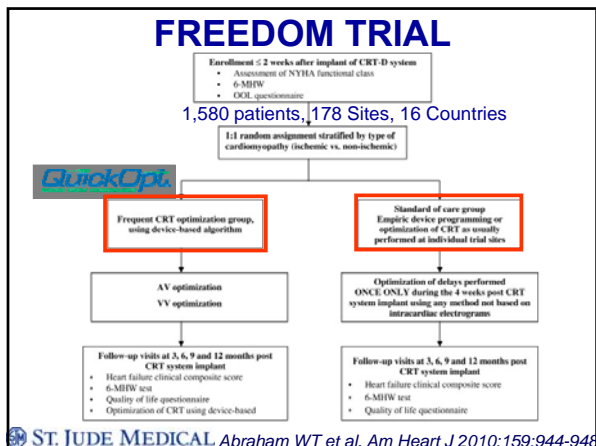 FREEDOM TRIAL
Enrollment ≤ 2 weeks after implant of CRT-D system
• Assessment of NYHA functional class
• 6-MHW
• QOL questionnaire
1,580 patients, 178 Sites, 16 Countries
1:1 random assignment stratified by type of
cardiomyopathy (ischemic vs. non-ischemic)
QuickOpt.
Frequent CRT optimization group,
using device-based algorithm
Standard of care group
Empiric device programming or
optimization of CRT as usually
performed at individual trial sites
AV optimization
VV optimization
Optimization of delays performed
ONCE ONLY during the 4 weeks post CRT
system implant using any method not based on
intracardiac electrograms
Follow-up visits at 3, 6, 9 and 12 months post
CRT system implant
• Heart failure clinical composite score
• 6-MHW test
• Quality of life questionnaire
• Optimization of CRT using device-based
Follow-up visits at 3, 6, 9 and 12 months post
CRT system implant
• Heart failure clinical composite score
• 6-MHW test
• Quality of life questionnaire
ST. JUDE MEDICAL Abraham WT et al. Am Heart J 2010;159:944-948